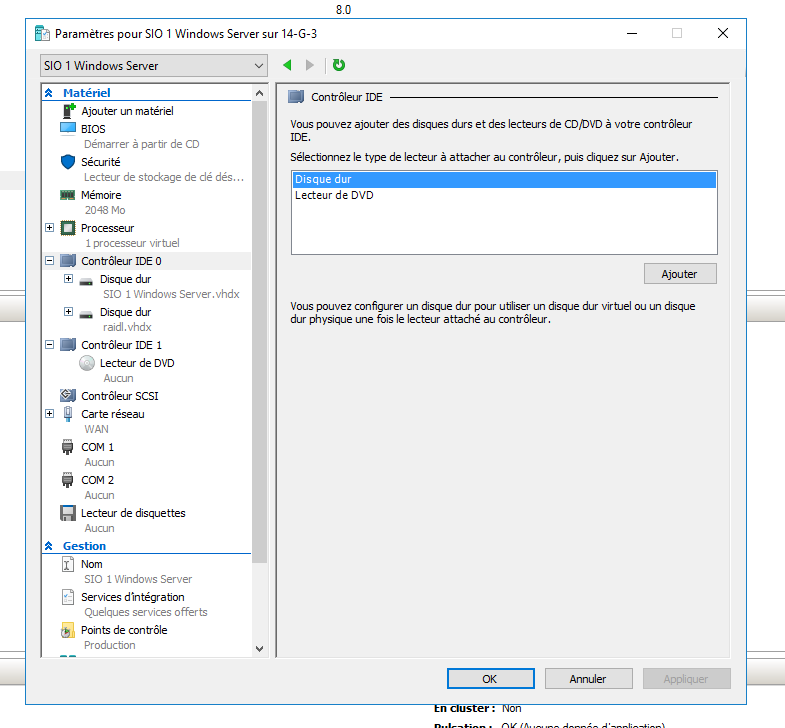 8.0
Paramètres pour SIO 1 Windows Server sur 14-G-3
SIO 1 Windows Server
Matériel
Ajouter un matériel
BIOS
Démarrer à partir de CD
Sécurité
Lecteur de stockage de clé dés...
Mémoire
2048 Mo
Processeur
1 processeur virtuel
Contrôleur IDE 0
Disque dur
SIO 1 Windows Server.vhdx
Disque dur
raidl.vhdx
Contrôleur IDE 1
Lecteur de DVD
Aucun
Contrôleur SCSI
Carte réseau
WAN
COM 1
Aucun
COM 2
Aucun
Lecteur de disquettes
Aucun
Gestion
Nom
SIO 1 Windows Server
Services d'intégration
Quelques services offerts
Points de contrôle
Production
Contrôleur IDE
Vous pouvez ajouter des disques durs et des lecteurs de CD/DVD à votre contrôleur
IDE.
Sélectionnez le type de lecteur à attacher au contrôleur, puis cliquez sur Ajouter.
Disque dur
Lecteur de DVD
Ajouter
Vous pouvez configurer un disque dur pour utiliser un disque dur virtuel ou un disque
dur physique une fois le lecteur attaché au contrôleur.
OK
Annuler
Appliquer
En cluster : Non
Pulsation : OK (Aucune donnée d'application)